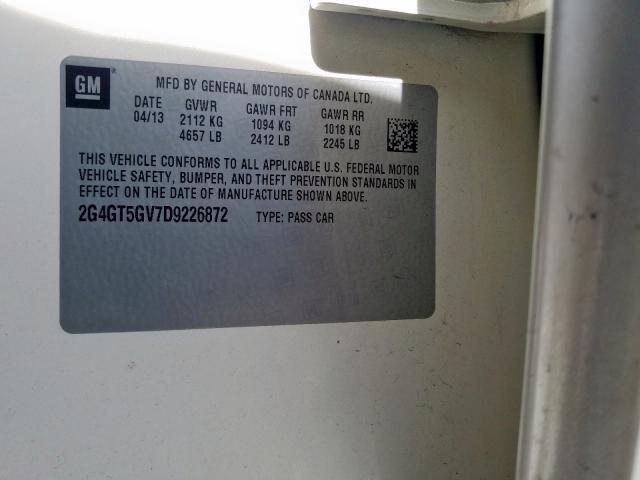 GM
MFD BY GENERAL MOTORS OF CANADA LTD.
DATE GVWR GAWR FRT GAWR RR
04/13 2112 KG 1094 KG 1018 KG
4657 LB 2412 LB 2245 LB
THIS VEHICLE CONFORMS TO ALL APPLICABLE U.S. FEDERAL MOTOR
VEHICLE SAFETY, BUMPER, AND THEFT PREVENTION STANDARDS IN
EFFECT ON THE DATE OF MANUFACTURE SHOWN ABOVE.
2G4GT5GV7D9226872 TYPE: PASS CAR